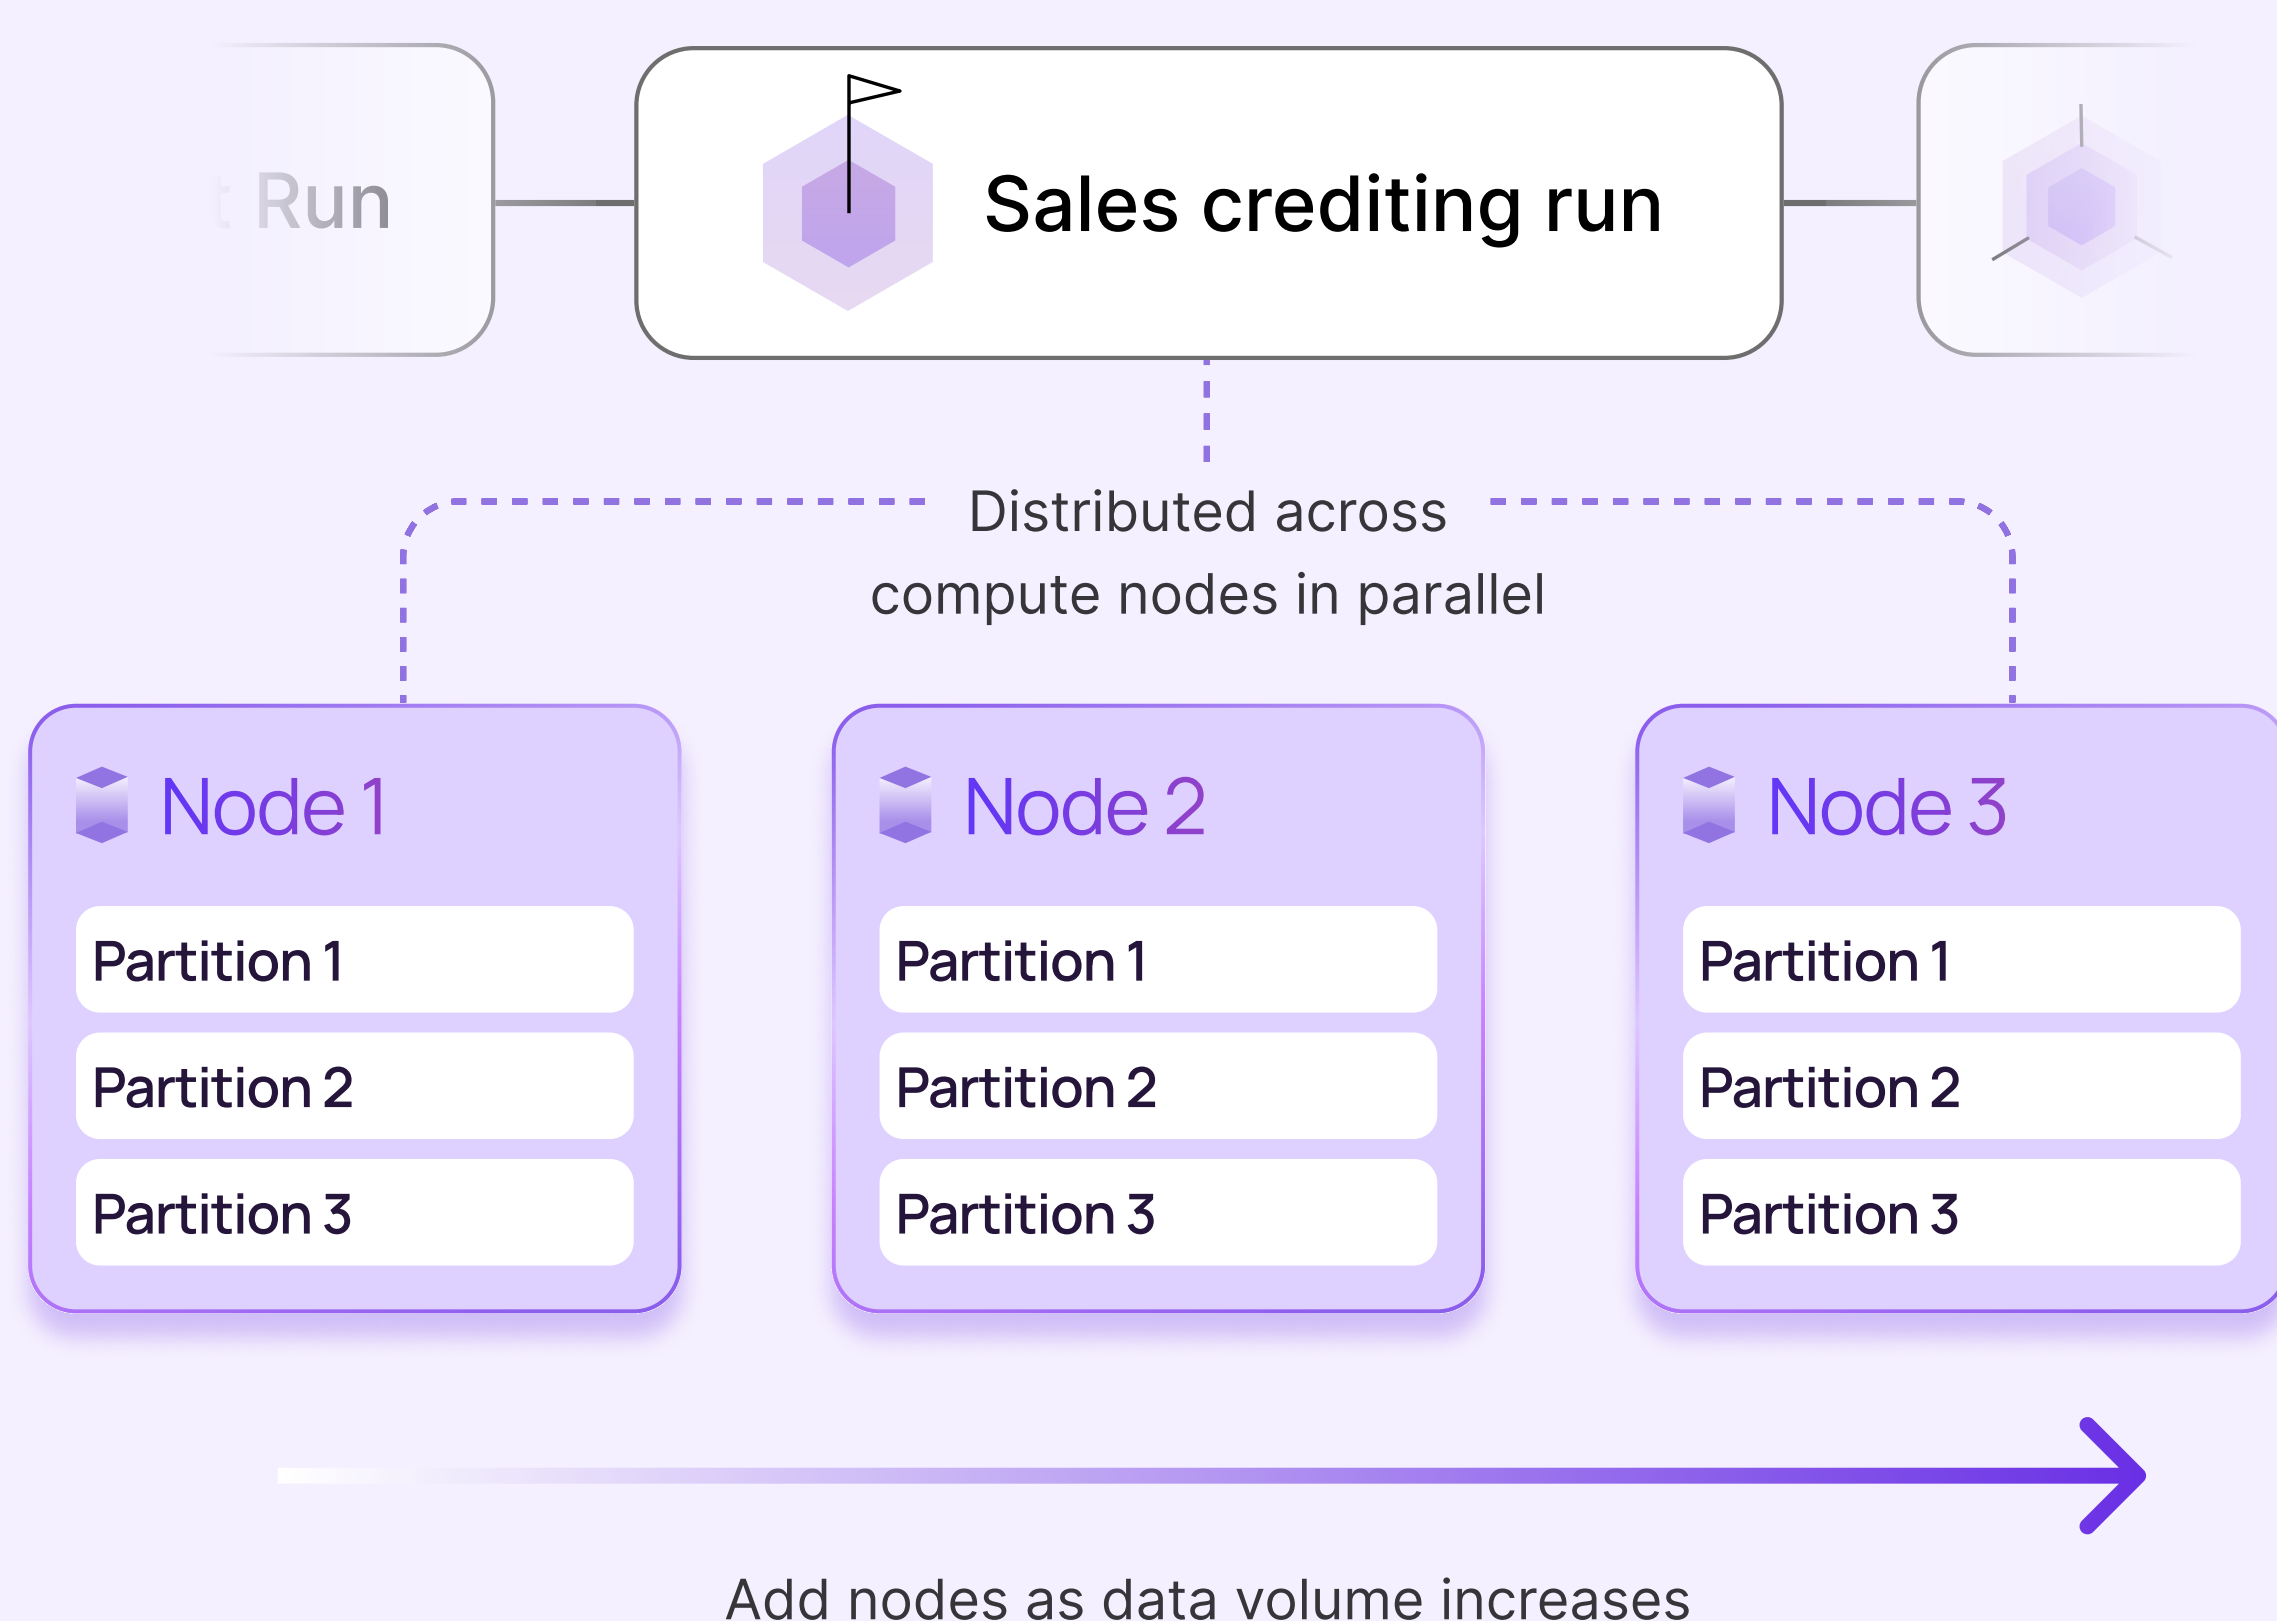 Run
Sales crediting run
Distributed across
compute nodes in parallel
Node 1
Partition 1
Partition 2
Partition 3
Node 2
Partition 1
Partition 2
Partition 3
Node 3
Partition 1
Partition 2
Partition 3
Add nodes as data volume increases